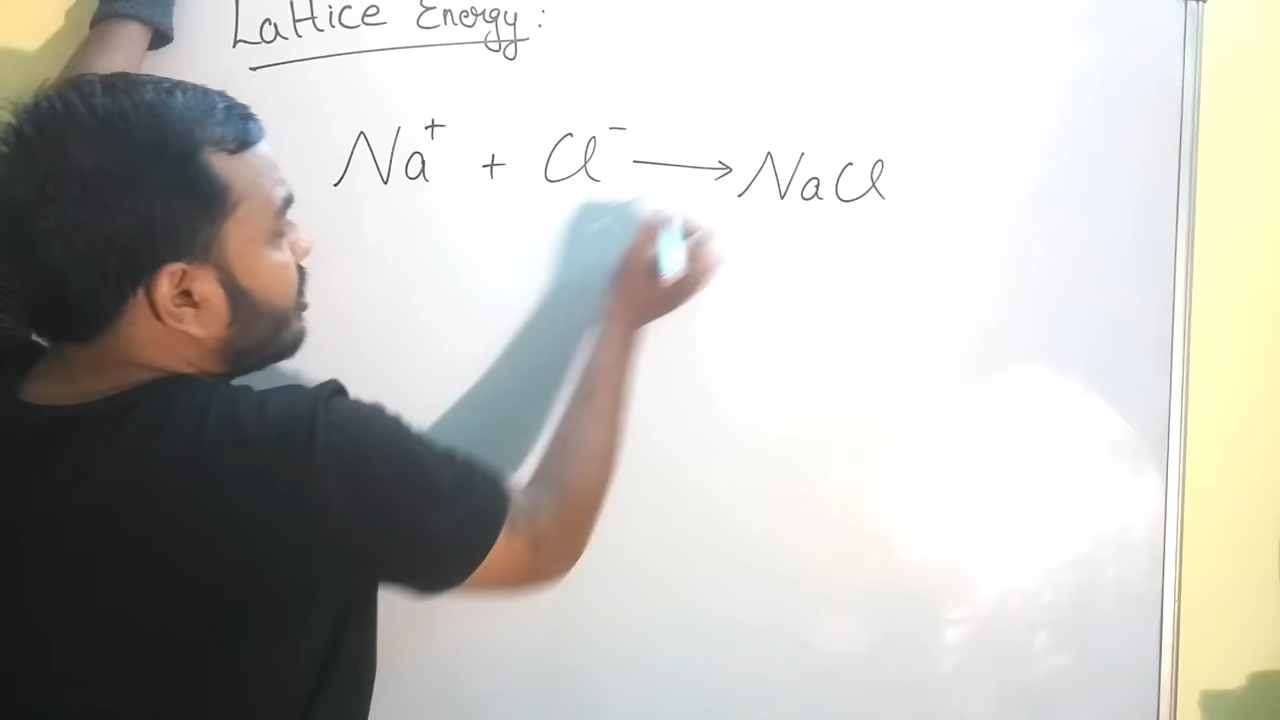 Lattice Energy :
Na⁺ + Cl⁻ ⟶ NaCl